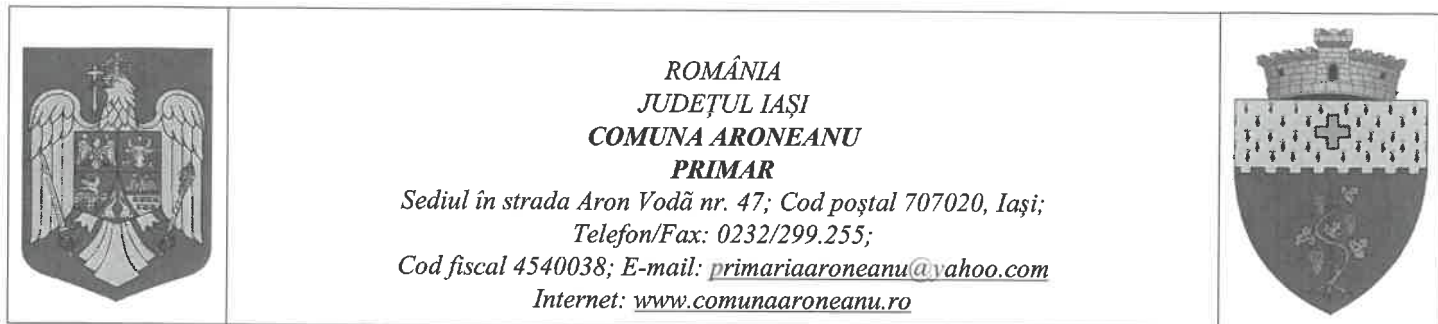 ROMÂNIA
JUDEȚUL IAȘI
COMUNA ARONEANU
PRIMAR
Sediul în strada Aron Vodã nr. 47; Cod poștal 707020, Iași;
Telefon/Fax: 0232/299.255;
Cod fiscal 4540038; E-mail: primariaaroneanu@yahoo.com
Internet: www.comunaaroneanu.ro